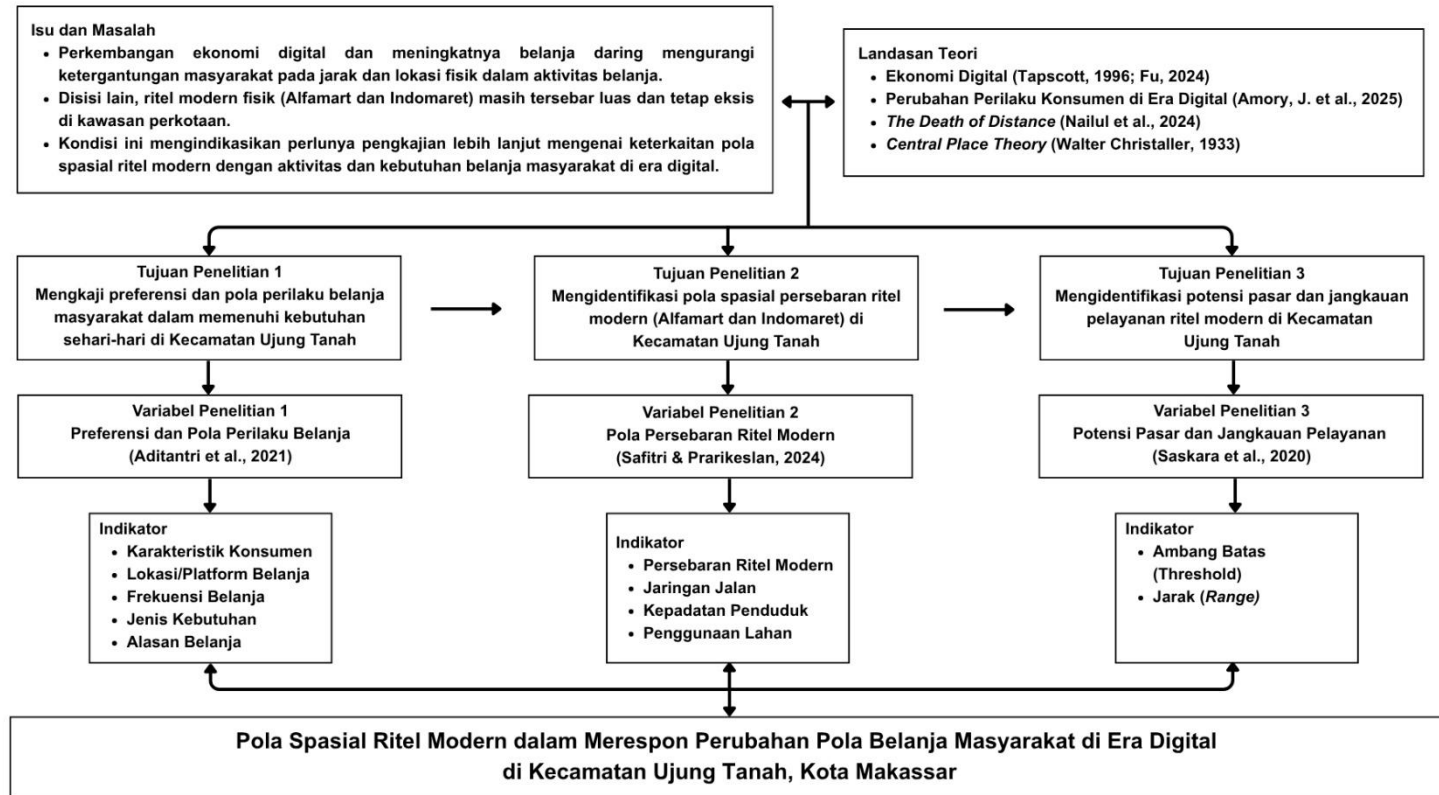 Isu dan Masalah
• Perkembangan ekonomi digital dan meningkatnya belanja daring mengurangi
ketergantungan masyarakat pada jarak dan lokasi fisik dalam aktivitas belanja.
• Disisi lain, ritel modern fisik (Alfamart dan Indomaret) masih tersebar luas dan tetap eksis
di kawasan perkotaan.
• Kondisi ini mengindikasikan perlunya pengkajian lebih lanjut mengenai keterkaitan pola
spasial ritel modern dengan aktivitas dan kebutuhan belanja masyarakat di era digital.
Landasan Teori
• Ekonomi Digital (Tapscott, 1996; Fu, 2024)
• Perubahan Perilaku Konsumen di Era Digital (Amory, J. et al., 2025)
• The Death of Distance (Nailul et al., 2024)
• Central Place Theory (Walter Christaller, 1933)
Tujuan Penelitian 1
Mengkaji preferensi dan pola perilaku belanja
masyarakat dalam memenuhi kebutuhan
sehari-hari di Kecamatan Ujung Tanah
Tujuan Penelitian 2
Mengidentifikasi pola spasial persebaran ritel
modern (Alfamart dan Indomaret) di
Kecamatan Ujung Tanah
Tujuan Penelitian 3
Mengidentifikasi potensi pasar dan jangkauan
pelayanan ritel modern di Kecamatan
Ujung Tanah
Variabel Penelitian 1
Preferensi dan Pola Perilaku Belanja
(Aditantri et al., 2021)
Variabel Penelitian 2
Pola Persebaran Ritel Modern
(Safitri & Prarikeslan, 2024)
Variabel Penelitian 3
Potensi Pasar dan Jangkauan Pelayanan
(Saskara et al., 2020)
Indikator
• Karakteristik Konsumen
• Lokasi/Platform Belanja
• Frekuensi Belanja
• Jenis Kebutuhan
• Alasan Belanja
Indikator
• Persebaran Ritel Modern
• Jaringan Jalan
• Kepadatan Penduduk
• Penggunaan Lahan
Indikator
• Ambang Batas
(Threshold)
• Jarak (Range)
Pola Spasial Ritel Modern dalam Merespon Perubahan Pola Belanja Masyarakat di Era Digital
di Kecamatan Ujung Tanah, Kota Makassar